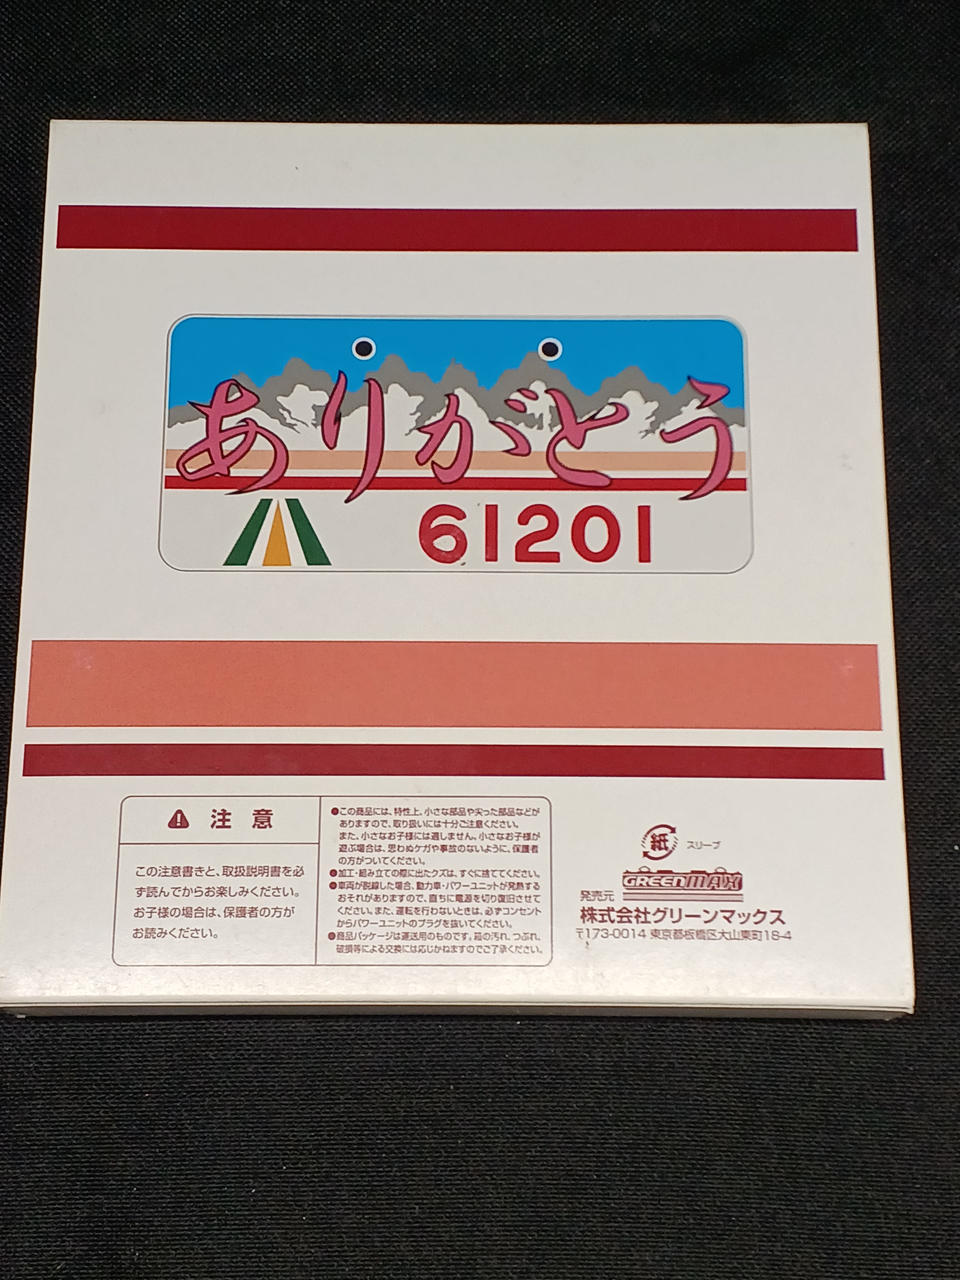 ありがとう
61201
注意
この注意書きと、取扱説明書を必
ず読んでからお楽しみください。
お子様の場合は、保護者の方が
お読みください。
●この商品には、特性上、小さな部品や尖った部品などが
ありますので、取り扱いには十分ご注意ください。
また、小さなお子様には適しません。小さなお子様が
遊ぶ場合は、思わぬケガや事故のないように、保護者
の方がついてください。
●加工・組み立ての際に出たクズは、すぐに捨ててください。
●車両が脱線した場合、動力車・パワーユニットが発熱する
おそれがありますので、直ちに電源を切り復旧させて
ください。また、運転を行わないときは、必ずコンセント
からパワーユニットのプラグを抜いてください。
●商品パッケージは運送用のものです。箱の汚れ、つぶれ、
破損等による交換には応じかねますのでご了承ください。
紙 スリーブ
発売元 GREENMAX
株式会社グリーンマックス
〒173-0014 東京都板橋区大山東町18-4